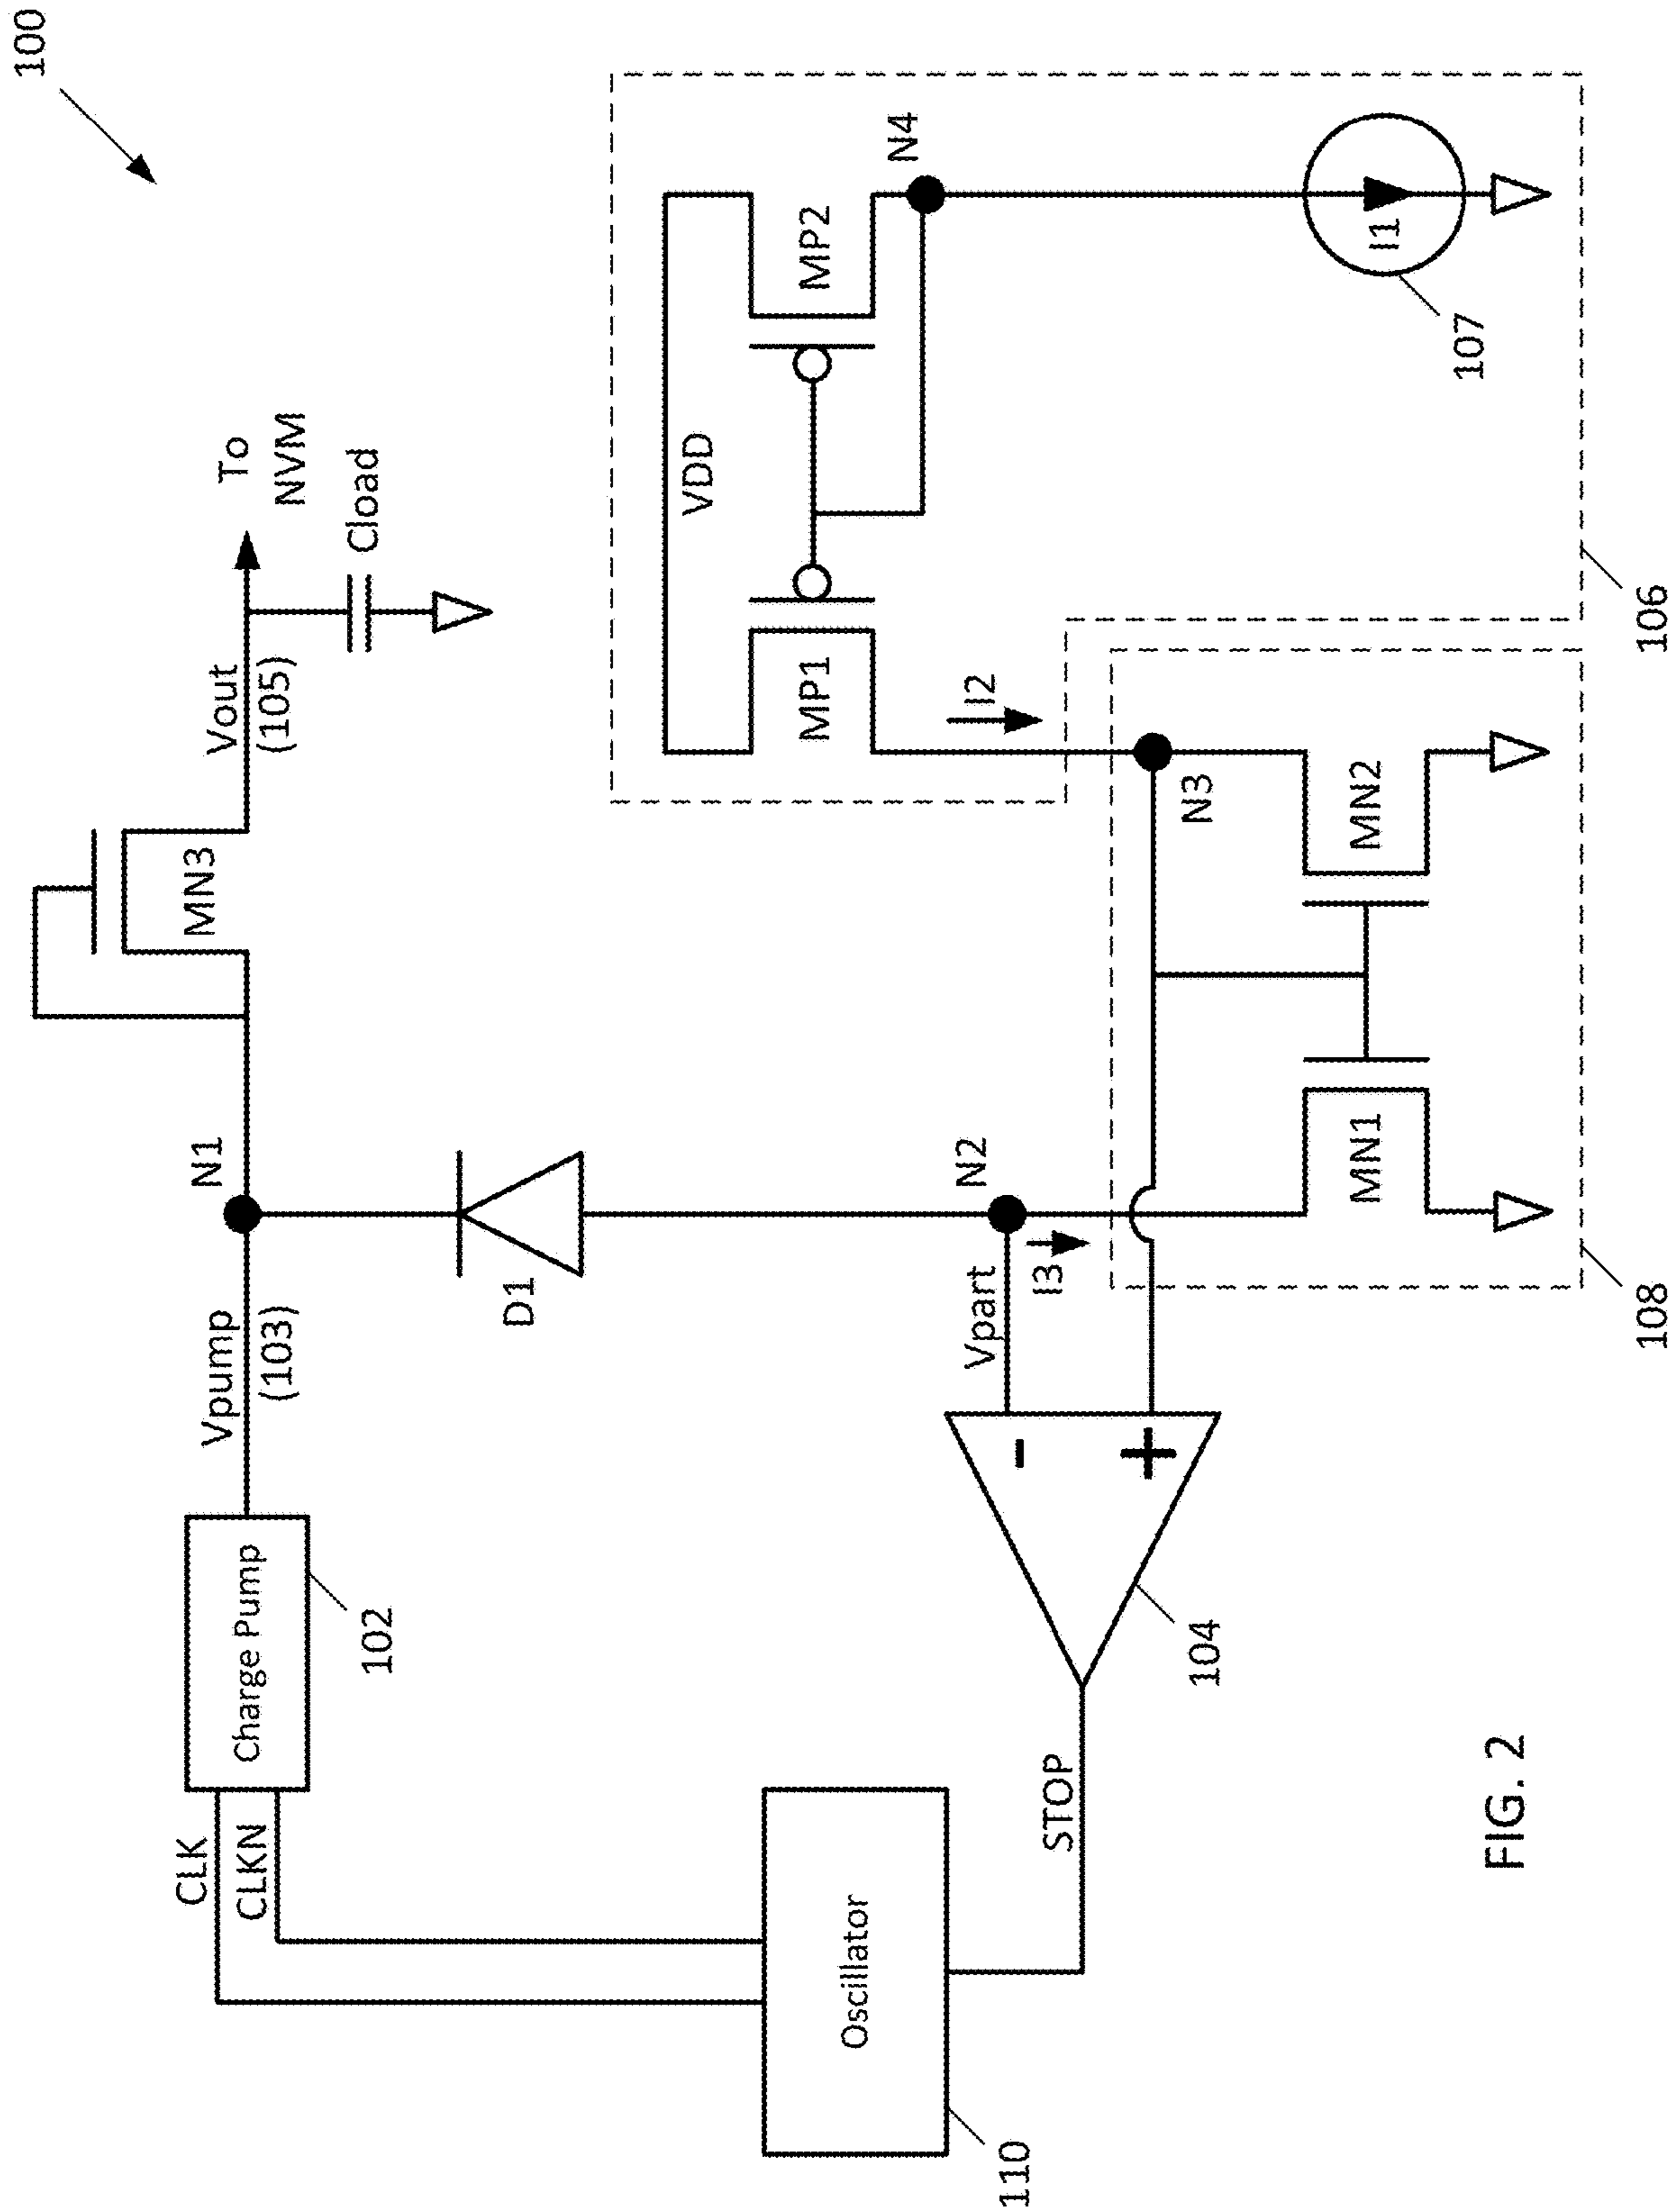 100
CLK
CLKN
Charge Pump
102
Vpump
(103)
N1
MN3
Vout
(105)
To
NVM
Cload
D1
VDD
MP1
MP2
N4
I2
I1
107
106
Oscillator
110
STOP
104
-
+
Vpart
N2
I3
N3
MN1
MN2
108
FIG. 2